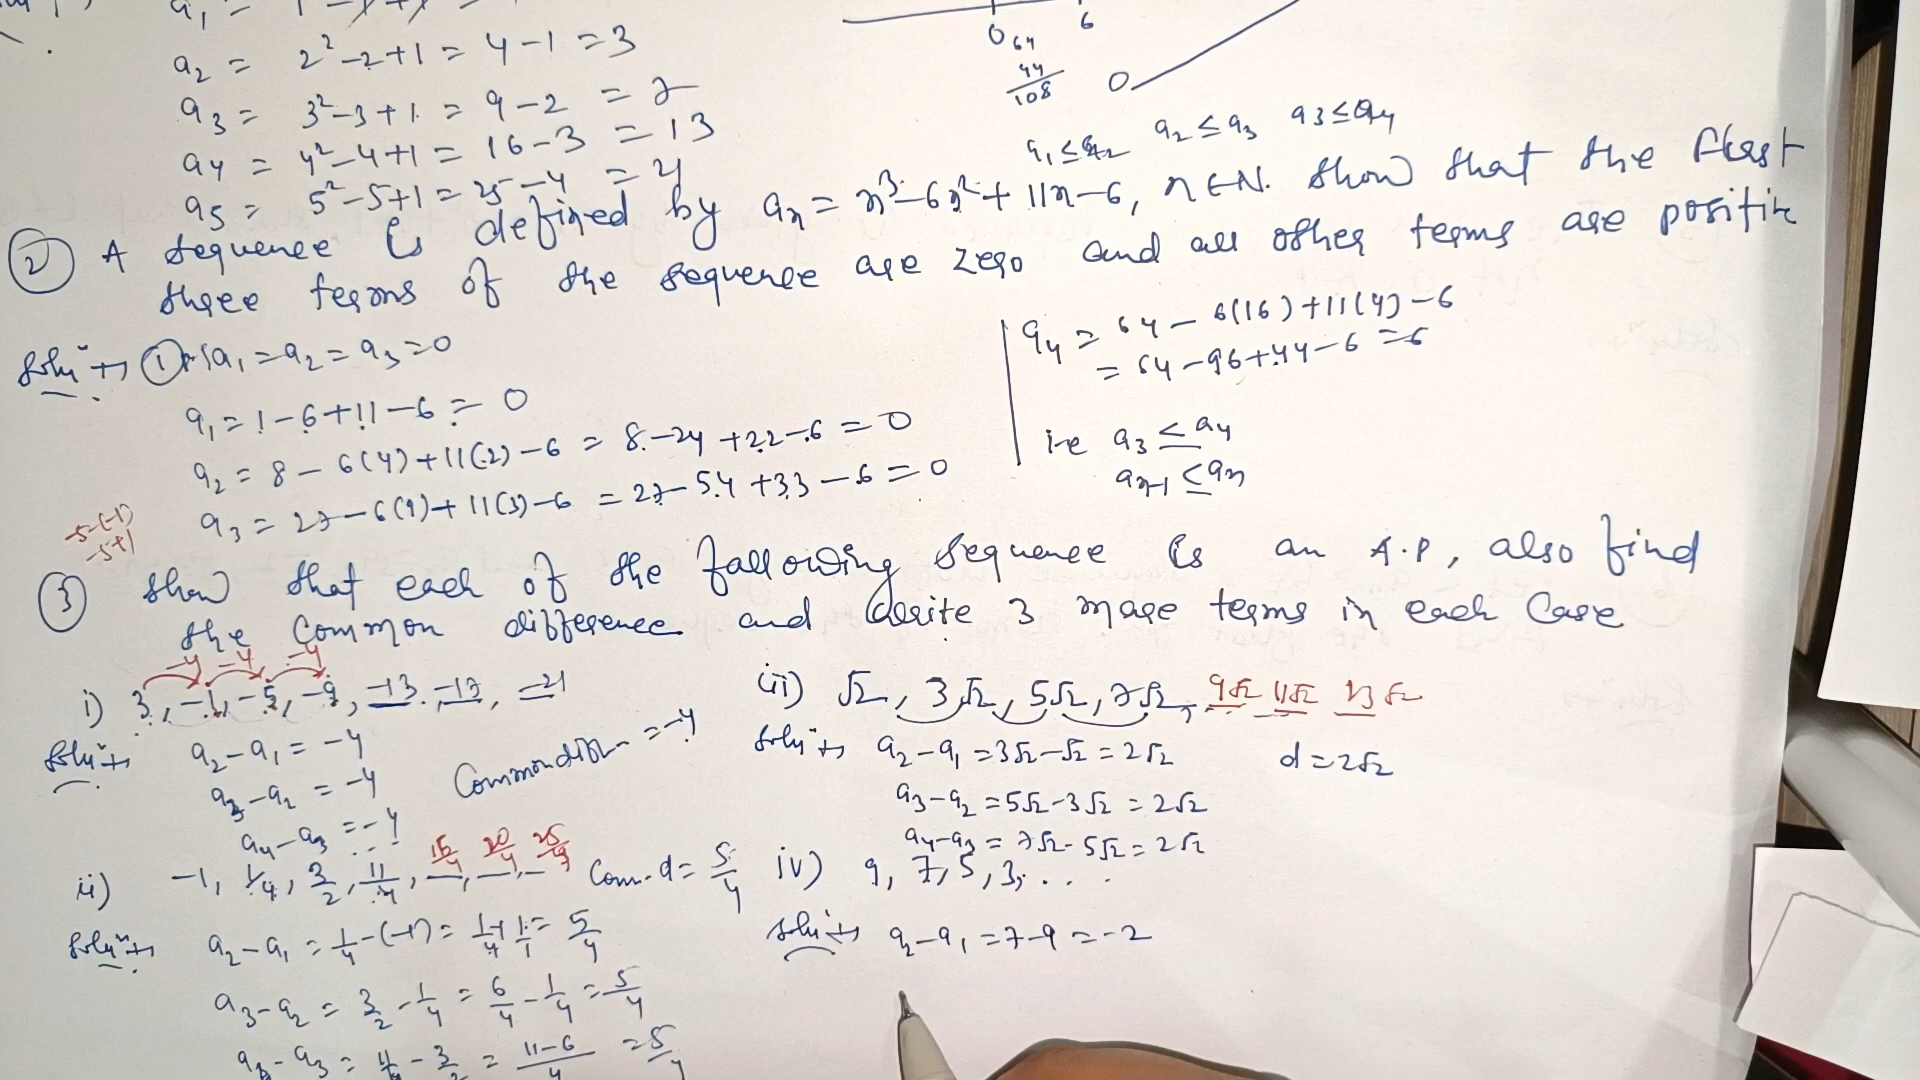 a₂ = 2²-2+1 = 4-1 = 3
a₃ = 3²-3+1 = 9-2 = 7
a₄ = 4²-4+1 = 16-3 = 13
a₅ = 5²-5+1 = 25-4 = 21
0 6
64
44
108
0
a₁≤a₂ a₂≤a₃ a₃≤a₄
② A sequence is defined by aₙ = n³-6n²+11n-6, n∈N. Show that the first
three terms of the sequence are zero and all other terms are positive
Soluⁿ→ ① a₁ = a₂ = a₃ = 0
a₁ = 1-6+11-6 = 0
a₂ = 8-6(4)+11(2)-6 = 8-24+22-6 = 0
a₃ = 27-6(9)+11(3)-6 = 27-54+33-6 = 0
a₄ = 64-6(16)+11(4)-6
= 64-96+44-6 = 6
i.e a₃ ≤ a₄
aₙ₋₁ ≤ aₙ
-5-(-1)
-5+1
③ Show that each of the following sequence is an A.P, also find
the common difference and write 3 more terms in each case
-4 -4 -4
i) 3, -1, -5, -9, -13, -17, -21
Soluⁿ→ a₂-a₁ = -4
a₃-a₂ = -4
a₄-a₃ = -4
Common diff = -4
ii) -1, 1/4, 3/2, 11/4, 15/4, 20/4, 25/4 Com. d = 5/4
Soluⁿ→ a₂-a₁ = 1/4-(-1) = 1/4+1/1 = 5/4
a₃-a₂ = 3/2-1/4 = 6/4-1/4 = 5/4
a₄-a₃ = 11/4-3/2 = 11-6/4 = 5/4
iii) √2, 3√2, 5√2, 7√2, 9√2 11√2 13√2
Soluⁿ→ a₂-a₁ = 3√2-√2 = 2√2 d = 2√2
a₃-a₂ = 5√2-3√2 = 2√2
a₄-a₃ = 7√2-5√2 = 2√2
iv) 9, 7, 5, 3, . . .
Soluⁿ→ a₂-a₁ = 7-9 = -2